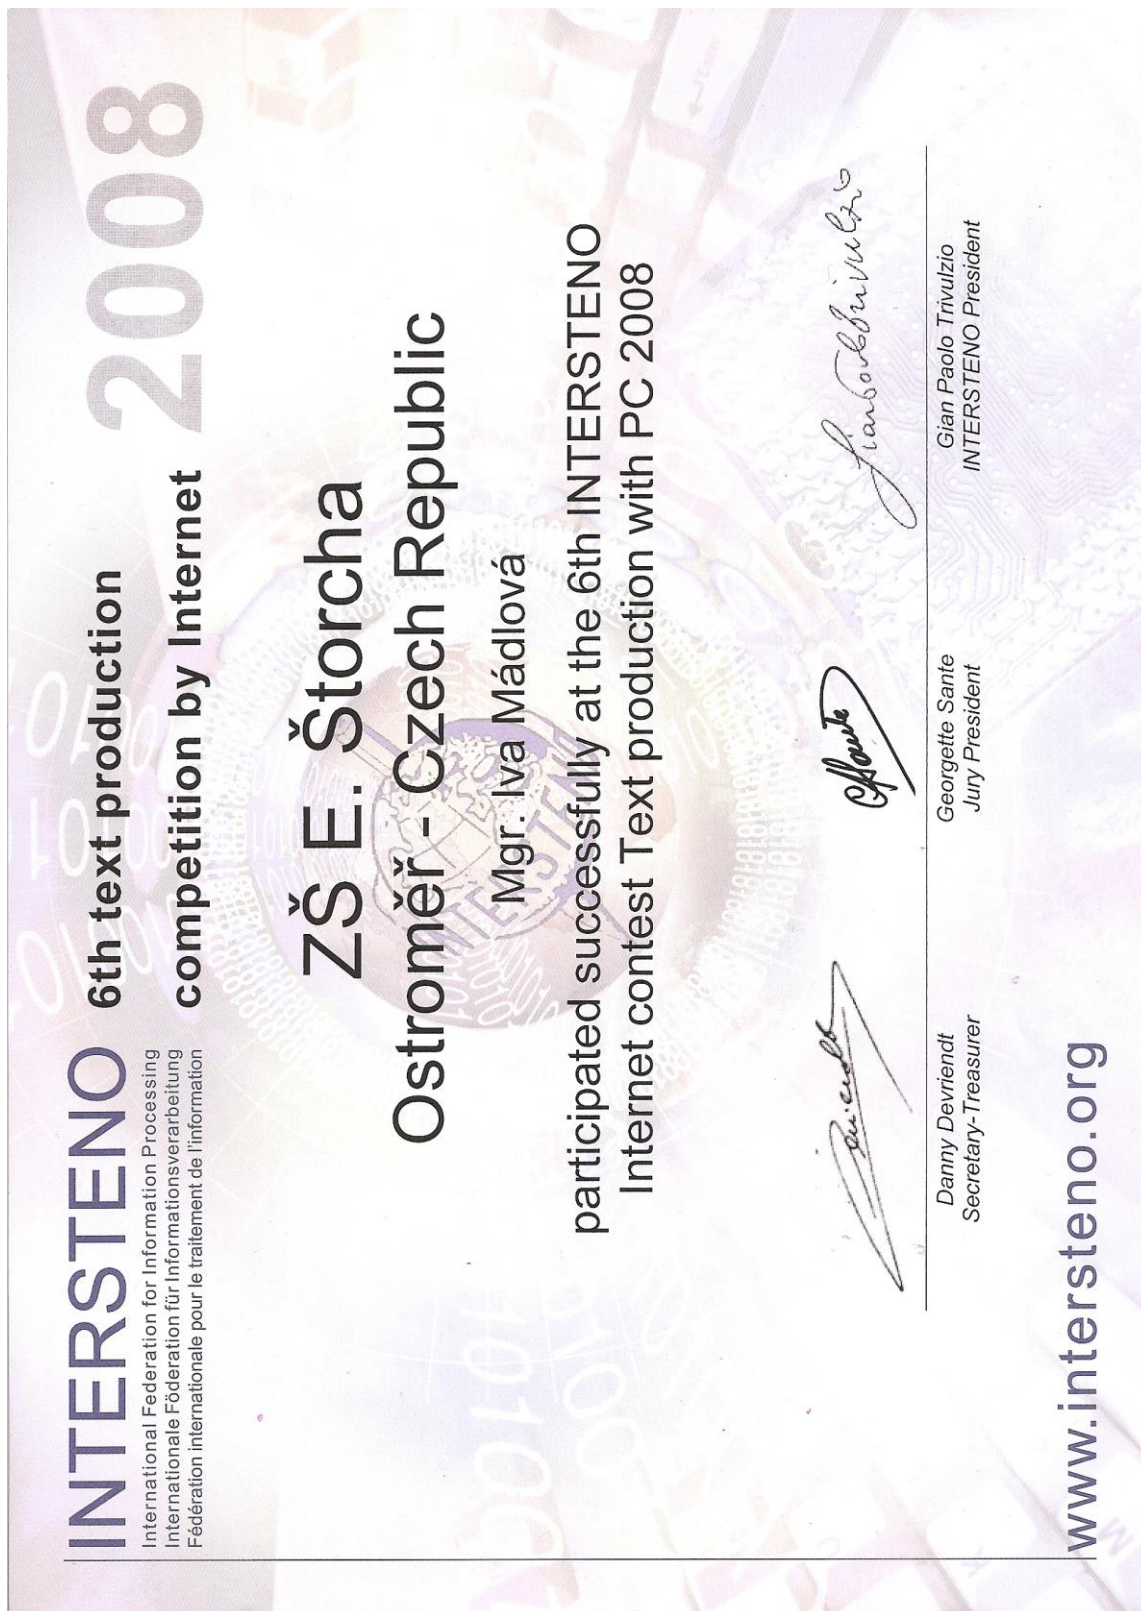 INTERSTENO
International Federation for Information Processing
Internationale Föderation für Informationsverarbeitung
Fédération internationale pour le traitement de l'information
6th text production
competition by Internet
2008
ZŠ E. Štorcha
Ostroměř - Czech Republic
Mgr. Iva Mádlová
participated successfully at the 6th INTERSTENO
Internet contest Text production with PC 2008
Danny Devriendt
Secretary-Treasurer
Georgette Sante
Jury President
Gian Paolo Trivulzio
INTERSTENO President
www.intersteno.org